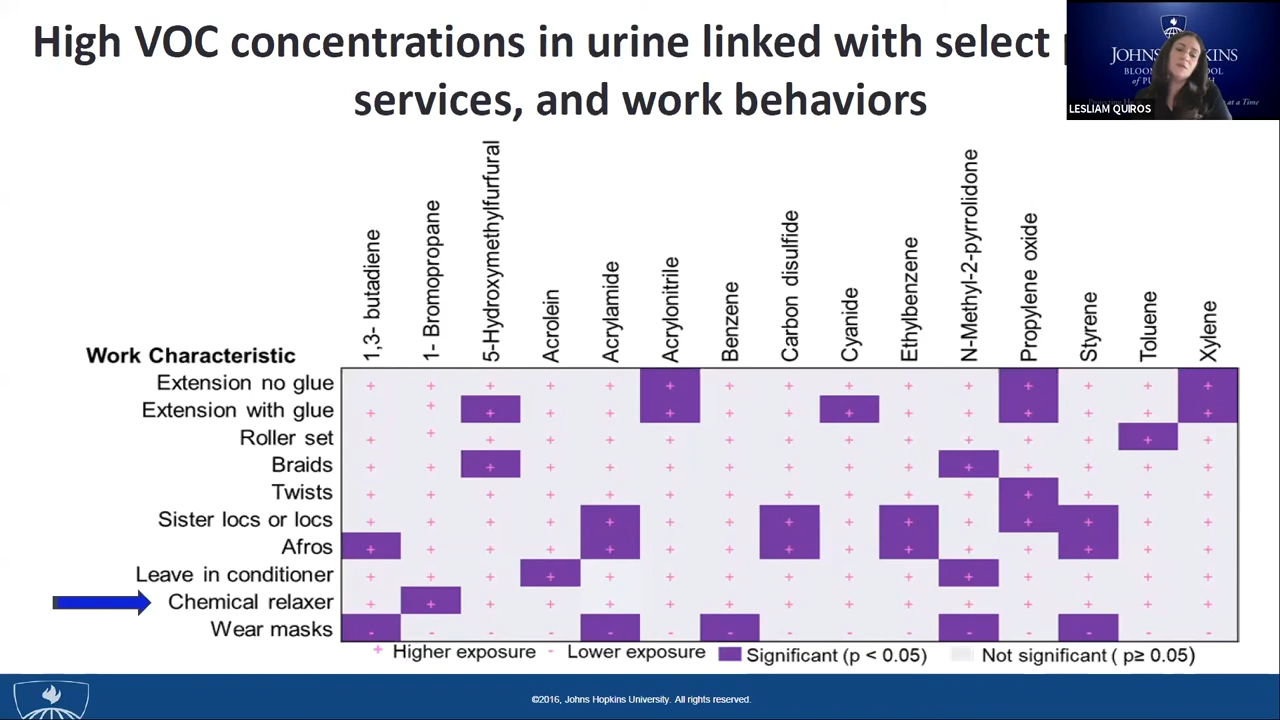 High VOC concentrations in urine linked with select
services, and work behaviors
JOHNS HOPKINS
BLOOMBERG SCHOOL
of PUBLIC HEALTH
at a Time
LESLIAM QUIROS
1,3- butadiene
1- Bromopropane
5-Hydroxymethylfurfural
Acrolein
Acrylamide
Acrylonitrile
Benzene
Carbon disulfide
Cyanide
Ethylbenzene
N-Methyl-2-pyrrolidone
Propylene oxide
Styrene
Toluene
Xylene
Work Characteristic
Extension no glue + + + + + + + + + + + + + + +
Extension with glue + + + + + + + + + + + + + + +
Roller set + + + + + + + + + + + + + + +
Braids + + + + + + + + + + + + + + +
Twists + + + + + + + + + + + + + + +
Sister locs or locs + + + + + + + + + + + + + + +
Afros + + + + + + + + + + + + + + +
Leave in conditioner + + + + + + + + + + + + + + +
Chemical relaxer + + + + + + + + + + + + + + +
Wear masks - - - - - - - - - - - - - - -
+ Higher exposure - Lower exposure Significant (p < 0.05) Not significant ( p≥ 0.05)
©2016, Johns Hopkins University. All rights reserved.